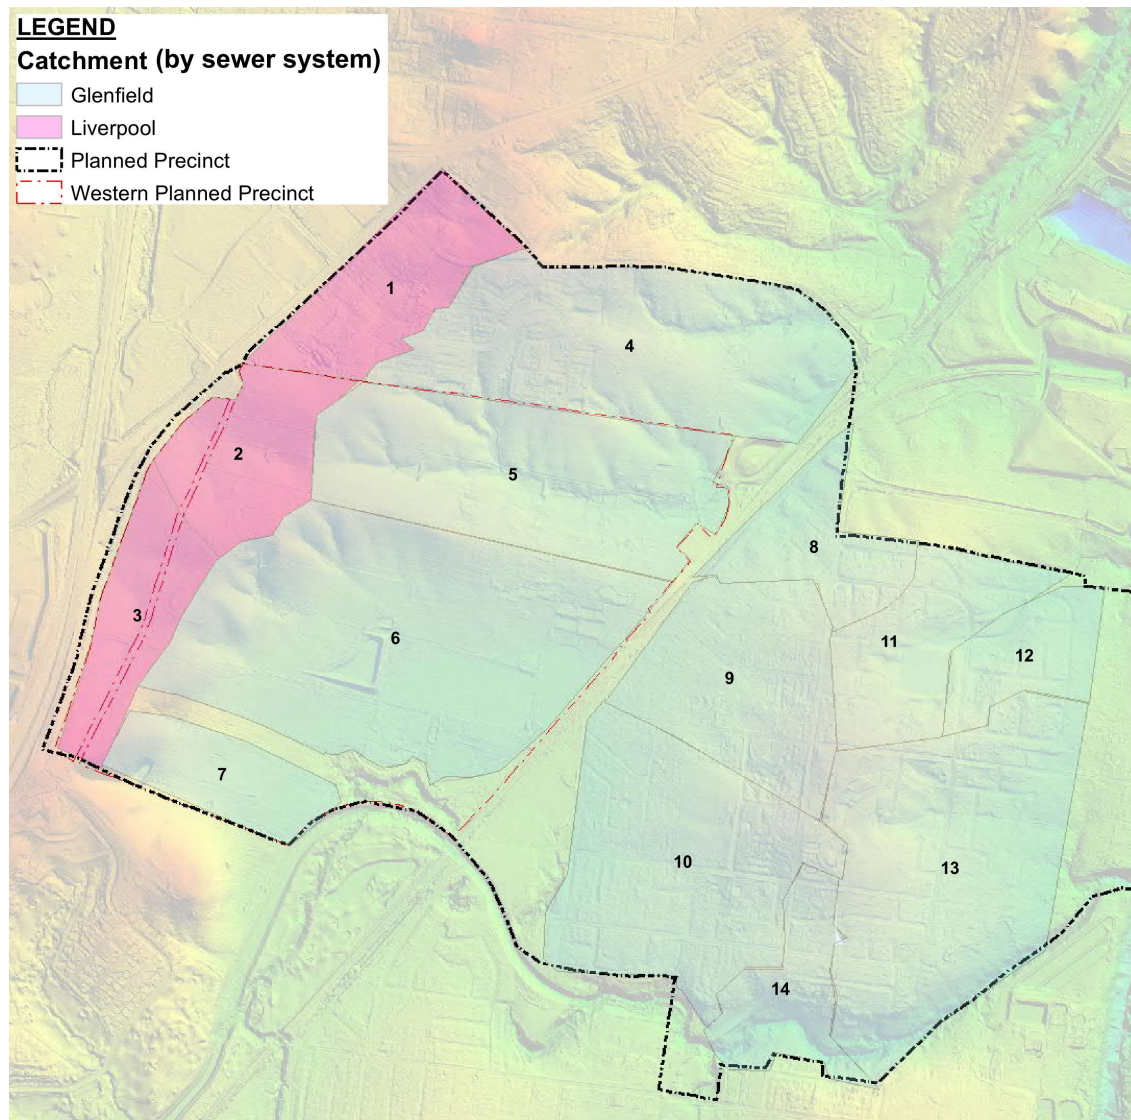 LEGEND
Catchment (by sewer system)
Glenfield
Liverpool
Planned Precinct
Western Planned Precinct
1
4
2
5
8
3
6
11
12
9
7
10
13
14